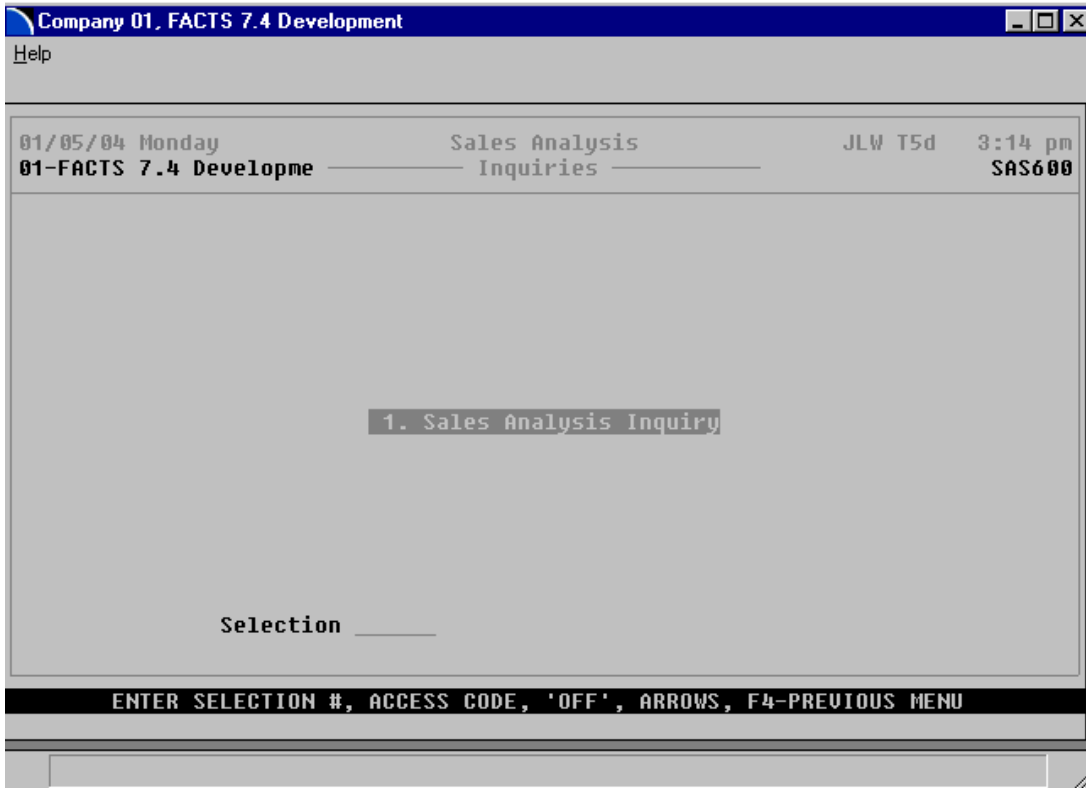 Company 01, FACTS 7.4 Development
Help
01/05/04 Monday Sales Analysis JLW T5d 3:14 pm
01-FACTS 7.4 Developme Inquiries SAS600
1. Sales Analysis Inquiry
Selection ______
ENTER SELECTION #, ACCESS CODE, 'OFF', ARROWS, F4-PREVIOUS MENU